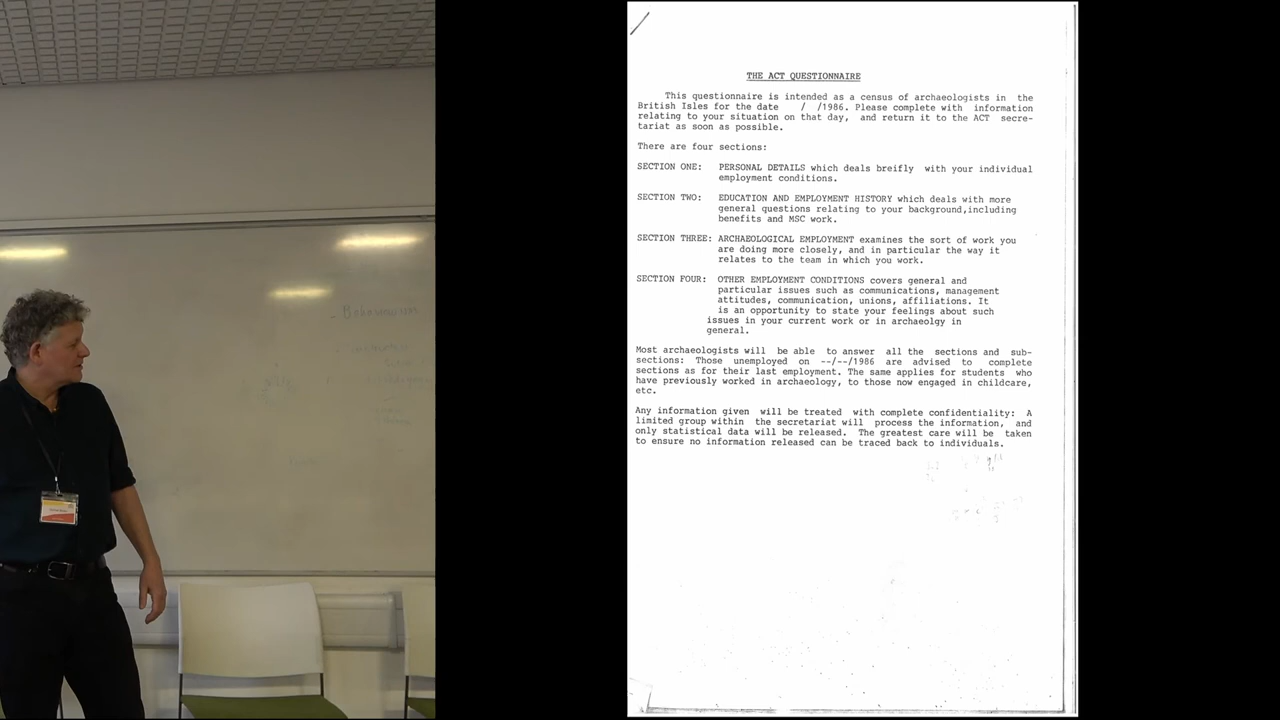 THE ACT QUESTIONNAIRE
This questionnaire is intended as a census of archaeologists in the
British Isles for the date / /1986. Please complete with information
relating to your situation on that day, and return it to the ACT secre-
tariat as soon as possible.
There are four sections:
SECTION ONE: PERSONAL DETAILS which deals breifly with your individual
employment conditions.
SECTION TWO: EDUCATION AND EMPLOYMENT HISTORY which deals with more
general questions relating to your background,including
benefits and MSC work.
SECTION THREE: ARCHAEOLOGICAL EMPLOYMENT examines the sort of work you
are doing more closely, and in particular the way it
relates to the team in which you work.
SECTION FOUR: OTHER EMPLOYMENT CONDITIONS covers general and
particular issues such as communications, management
attitudes, communication, unions, affiliations. It
is an opportunity to state your feelings about such
issues in your current work or in archaeolgy in
general.
Most archaeologists will be able to answer all the sections and sub-
sections: Those unemployed on --/--/1986 are advised to complete
sections as for their last employment. The same applies for students who
have previously worked in archaeology, to those now engaged in childcare,
etc.
Any information given will be treated with complete confidentiality: A
limited group within the secretariat will process the information, and
only statistical data will be released. The greatest care will be taken
to ensure no information released can be traced back to individuals.